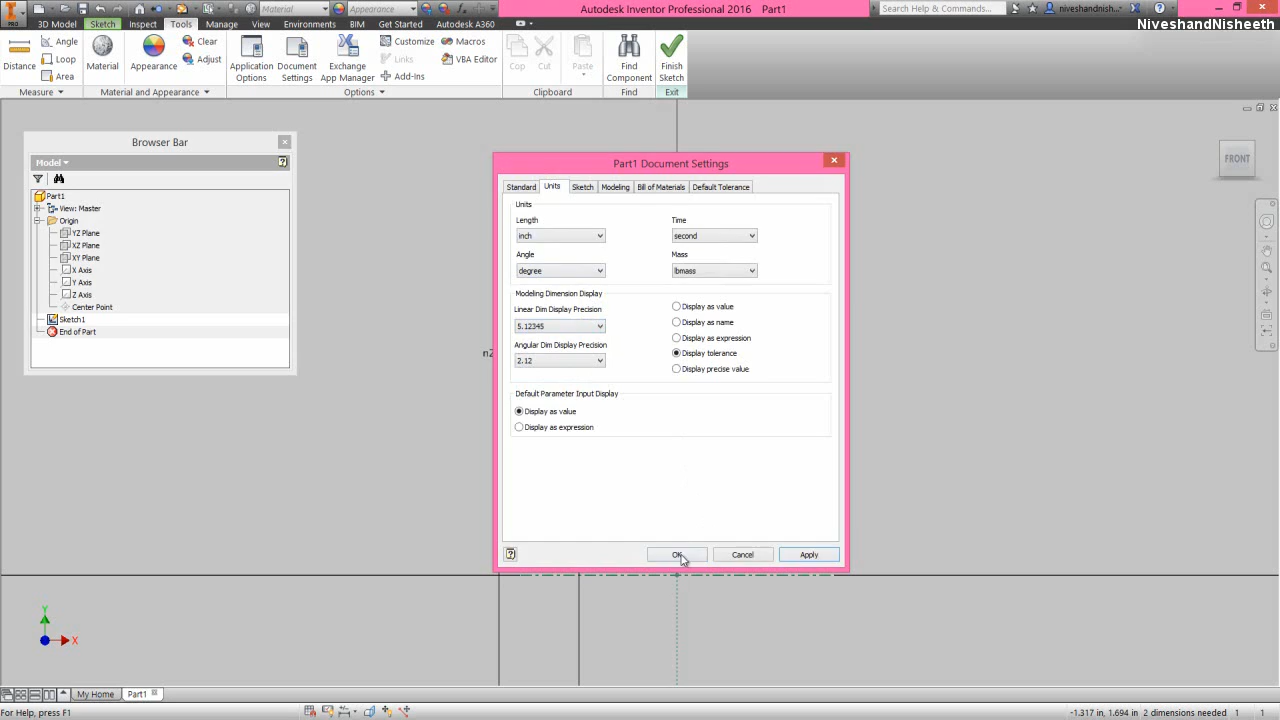 Material
Appearance
Autodesk Inventor Professional 2016 Part1
Search Help & Commands...
niveshandnish...
PRO
3D Model
Sketch
Inspect
Tools
Manage
View
Environments
BIM
Get Started
Autodesk A360
NiveshandNisheeth
Distance
Angle
Loop
Area
Material
Appearance
Clear
Adjust
Application Options
Document Settings
Exchange App Manager
Customize
Links
Add-Ins
Macros
VBA Editor
Cop
Cut
Paste
Find Component
Finish Sketch
Measure
Material and Appearance
Options
Clipboard
Find
Exit
Browser Bar
Model
Part1
View: Master
Origin
YZ Plane
XZ Plane
XY Plane
X Axis
Y Axis
Z Axis
Center Point
Sketch1
End of Part
FRONT
Part1 Document Settings
Standard
Units
Sketch
Modeling
Bill of Materials
Default Tolerance
Units
Length
Time
inch
second
Angle
Mass
degree
lbmass
Modeling Dimension Display
Linear Dim Display Precision
5.12345
Angular Dim Display Precision
2.12
Display as value
Display as name
Display as expression
Display tolerance
Display precise value
Default Parameter Input Display
Display as value
Display as expression
OK
Cancel
Apply
Y
X
My Home
Part1
For Help, press F1
-1.317 in, 1.694 in 2 dimensions needed 1 1